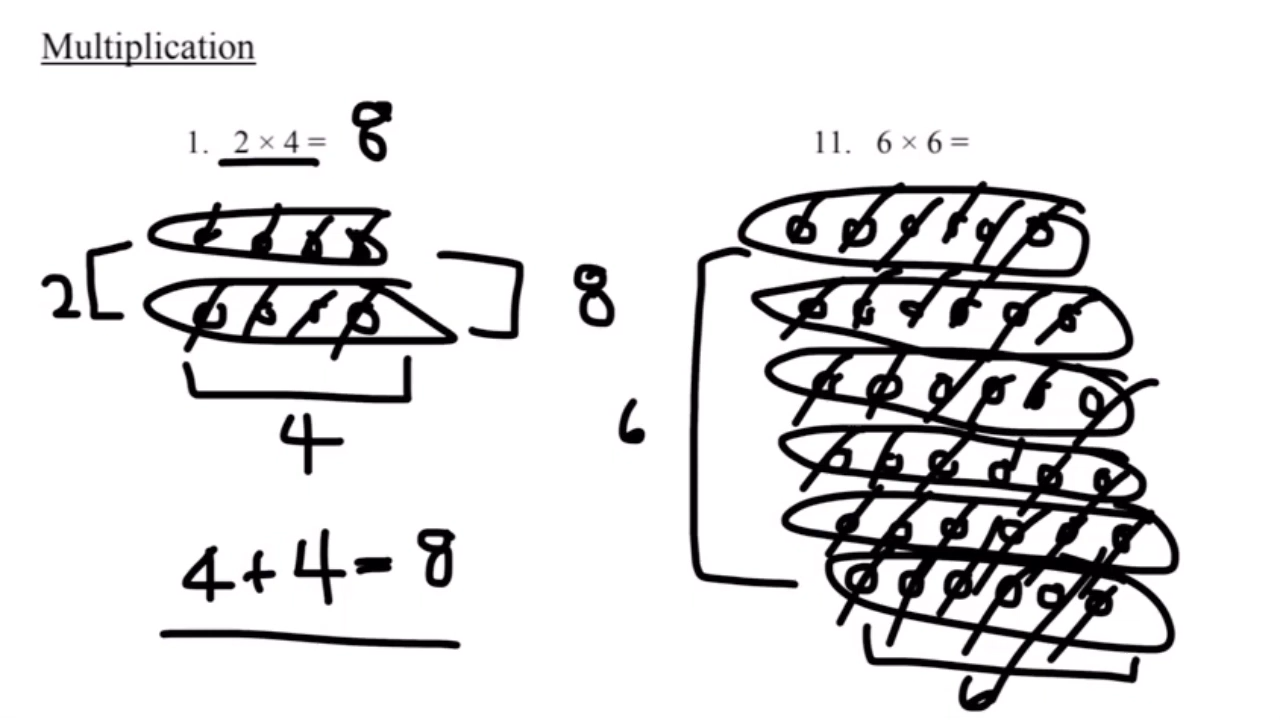 Multiplication
1. 2 × 4 = 8
11. 6 × 6 =
2
8
4
6
4 + 4 = 8
6